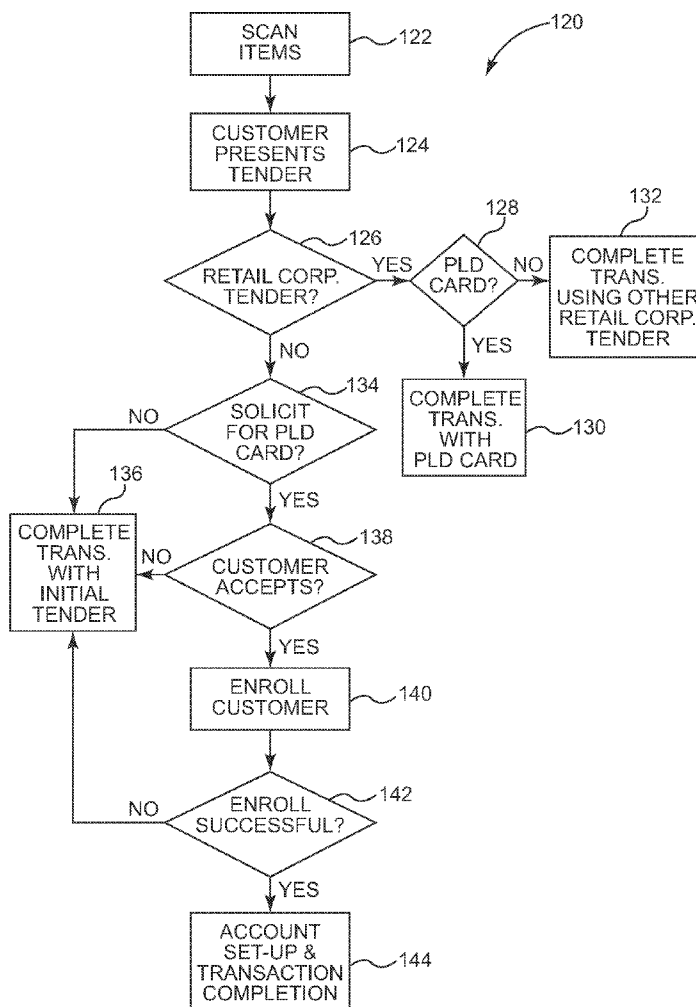 SCAN
ITEMS
122
120
CUSTOMER
PRESENTS
TENDER
124
126
RETAIL CORP.
TENDER?
YES
128
PLD
CARD?
NO
132
COMPLETE
TRANS.
USING OTHER
RETAIL CORP.
TENDER
NO
YES
COMPLETE
TRANS.
WITH
PLD CARD
130
134
SOLICIT
FOR PLD
CARD?
NO
YES
136
COMPLETE
TRANS.
WITH
INITIAL
TENDER
NO
138
CUSTOMER
ACCEPTS?
YES
ENROLL
CUSTOMER
140
142
ENROLL
SUCCESSFUL?
NO
YES
ACCOUNT
SET-UP &
TRANSACTION
COMPLETION
144